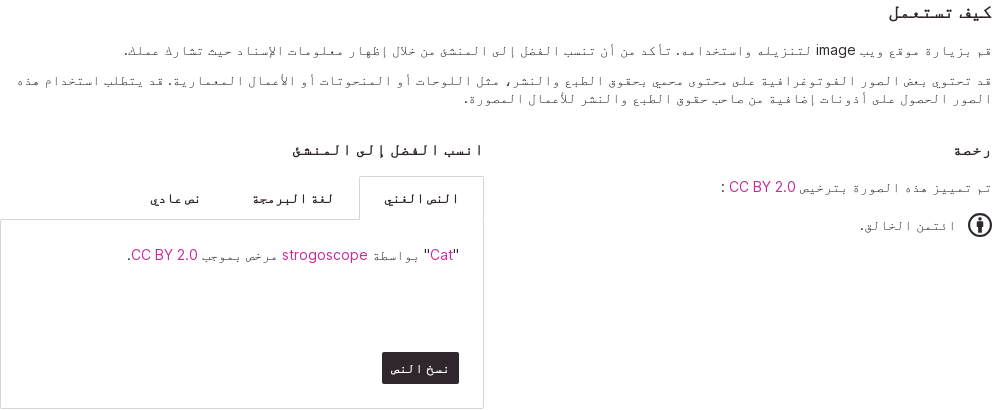 كيف تستعمل
قم بزيارة موقع ويب image لتنزيله واستخدامه. تأكد من أن تنسب الفضل إلى المنشئ من خلال إظهار معلومات الإسناد حيث تشارك عملك.
قد تحتوي بعض الصور الفوتوغرافية على محتوى محمي بحقوق الطبع والنشر، مثل اللوحات أو المنحوتات أو الأعمال المعمارية. قد يتطلب استخدام هذه
الصور الحصول على أذونات إضافية من صاحب حقوق الطبع والنشر للأعمال المصورة.
رخصة
تم تمييز هذه الصورة بترخيص CC BY 2.0 :
ائتمن الخالق.
انسب الفضل إلى المنشئ
النص الغني
لغة البرمجة
نص عادي
"Cat" بواسطة strogoscope مرخص بموجب CC BY 2.0.
نسخ النص